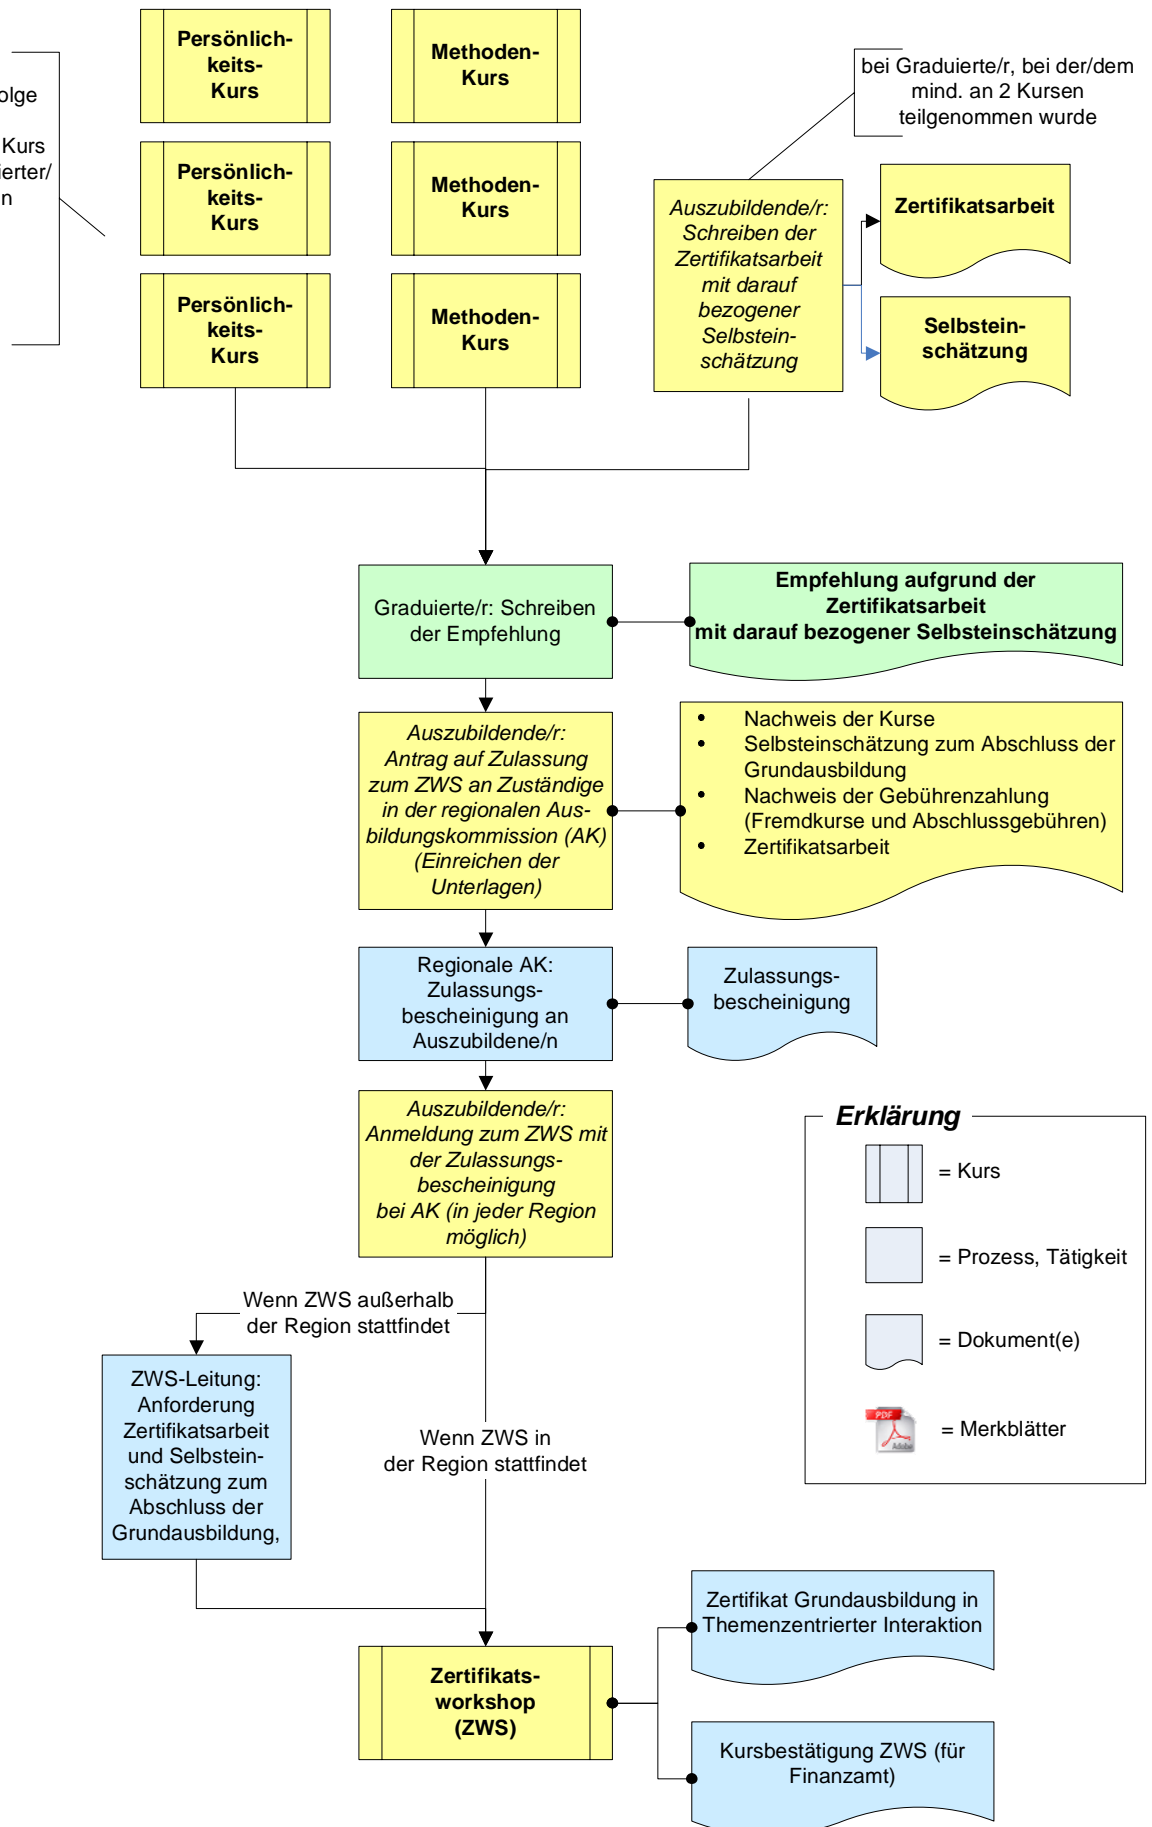 Persönlich-
keits-
Kurs
Methoden-
Kurs
bei Graduierte/r, bei der/dem
mind. an 2 Kursen
teilgenommen wurde
Kurs
Persönlich-
keits-
Kurs
Methoden-
Kurs
Auszubildende/r:
Schreiben der
Zertifikatsarbeit
mit darauf
bezogener
Selbstein-
schätzung
Zertifikatsarbeit
Persönlich-
keits-
Kurs
Methoden-
Kurs
Selbstein-
schätzung
Graduierte/r: Schreiben
der Empfehlung
Empfehlung aufgrund der
Zertifikatsarbeit
mit darauf bezogener Selbsteinschätzung
Auszubildende/r:
Antrag auf Zulassung
zum ZWS an Zuständige
in der regionalen Aus-
bildungskommission (AK)
(Einreichen der
Unterlagen)
• Nachweis der Kurse
• Selbsteinschätzung zum Abschluss der
Grundausbildung
• Nachweis der Gebührenzahlung
(Fremdkurse und Abschlussgebühren)
• Zertifikatsarbeit
Regionale AK:
Zulassungs-
bescheinigung an
Auszubildene/n
Zulassungs-
bescheinigung
Auszubildende/r:
Anmeldung zum ZWS mit
der Zulassungs-
bescheinigung
bei AK (in jeder Region
möglich)
Erklärung
= Kurs
= Prozess, Tätigkeit
= Dokument(e)
PDF
Adobe
= Merkblätter
Wenn ZWS außerhalb
der Region stattfindet
ZWS-Leitung:
Anforderung
Zertifikatsarbeit
und Selbstein-
schätzung zum
Abschluss der
Grundausbildung,
Wenn ZWS in
der Region stattfindet
Zertifikats-
workshop
(ZWS)
Zertifikat Grundausbildung in
Themenzentrierter Interaktion
Kursbestätigung ZWS (für
Finanzamt)